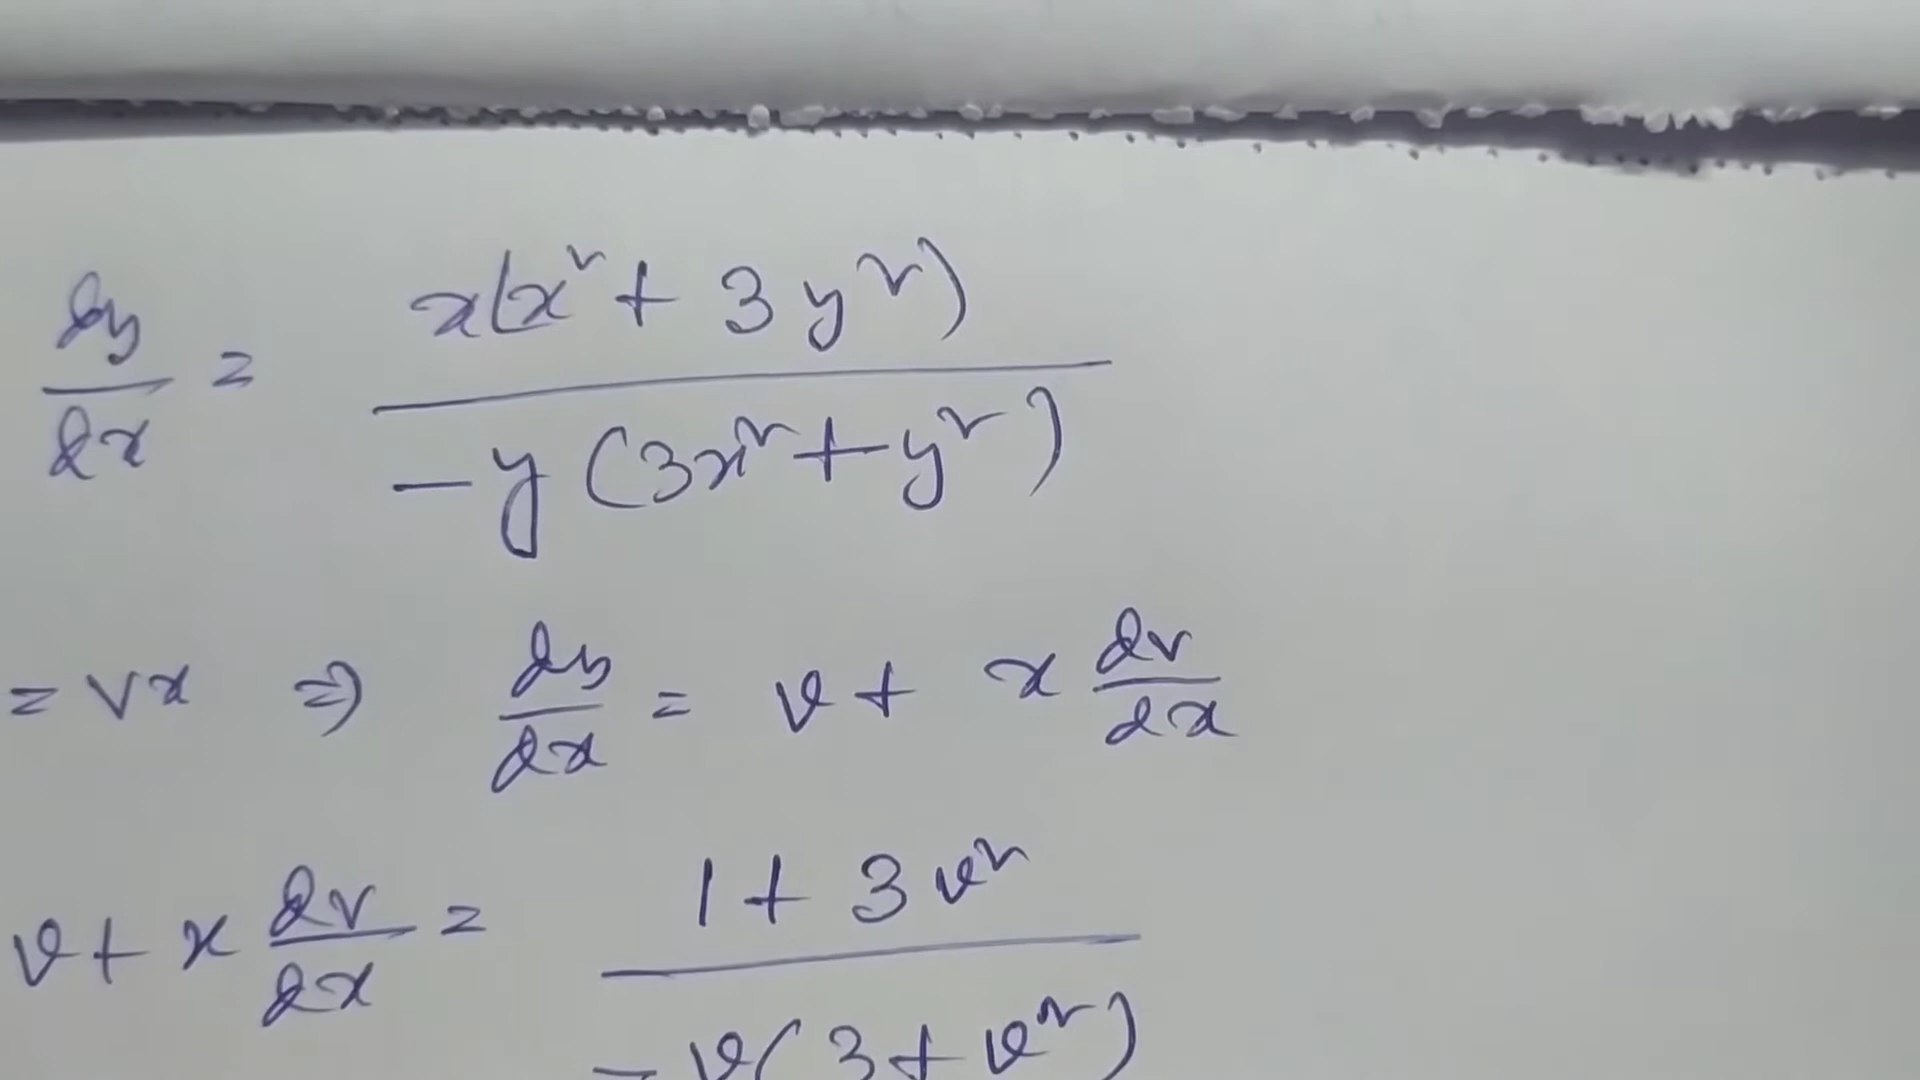 dy/dx = x(x² + 3y²) / -y(3x² + y²)
= vx ⇒ dy/dx = v + x dv/dx
v + x dv/dx = 1 + 3v² / -v(3 + v²)